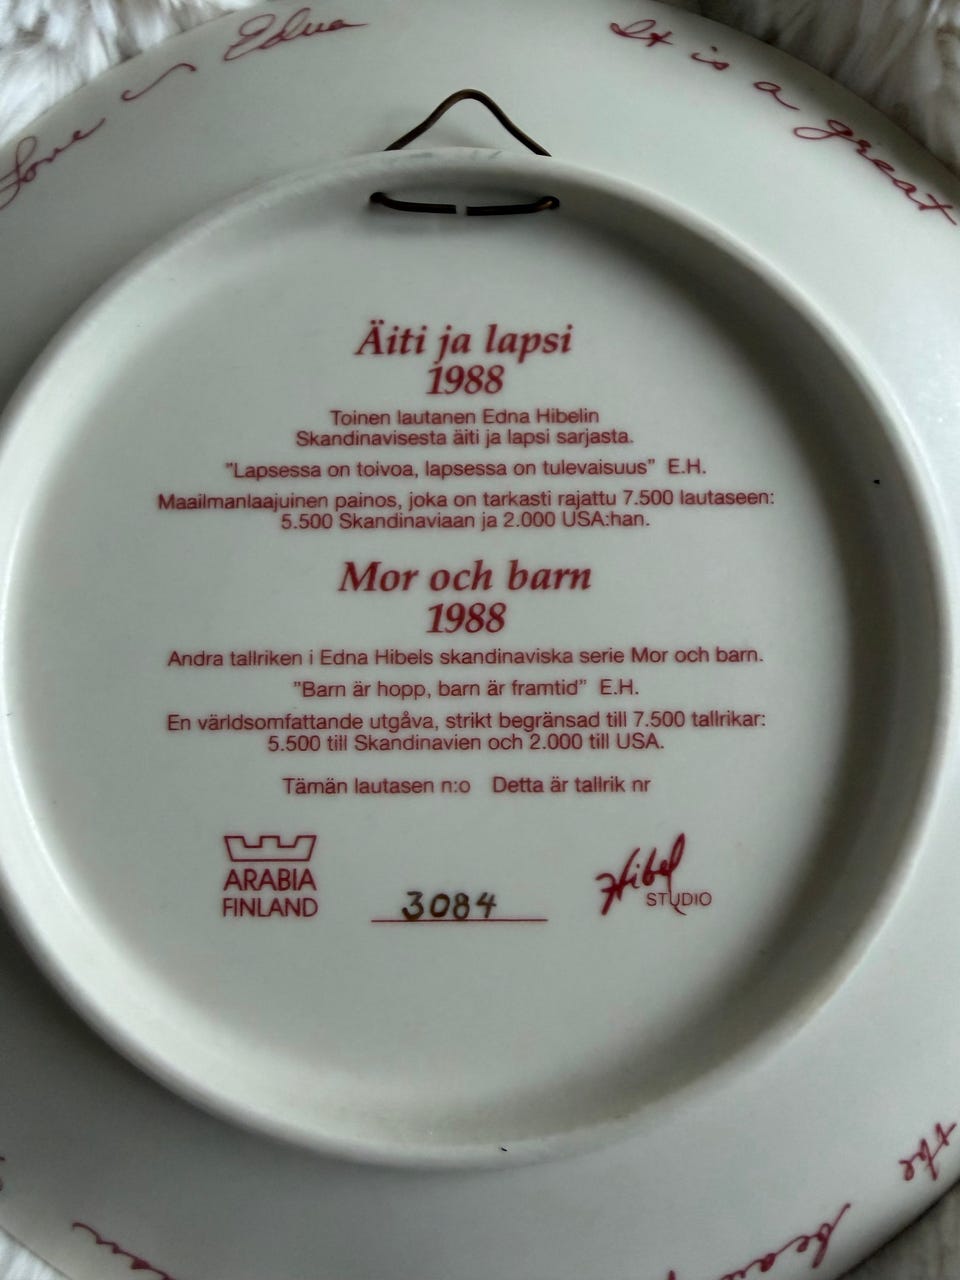 Love, Edna
It is a great
Äiti ja lapsi
1988
Toinen lautanen Edna Hibelin
Skandinavisesta äiti ja lapsi sarjasta.
"Lapsessa on toivoa, lapsessa on tulevaisuus" E.H.
Maailmanlaajuinen painos, joka on tarkasti rajattu 7.500 lautaseen:
5.500 Skandinaviaan ja 2.000 USA:han.
Mor och barn
1988
Andra tallriken i Edna Hibels skandinaviska serie Mor och barn.
"Barn är hopp, barn är framtid" E.H.
En världsomfattande utgåva, strikt begränsad till 7.500 tallrikar:
5.500 till Skandinavien och 2.000 till USA.
Tämän lautasen n:o Detta är tallrik nr
ARABIA
FINLAND
3084
Hibel
STUDIO
the